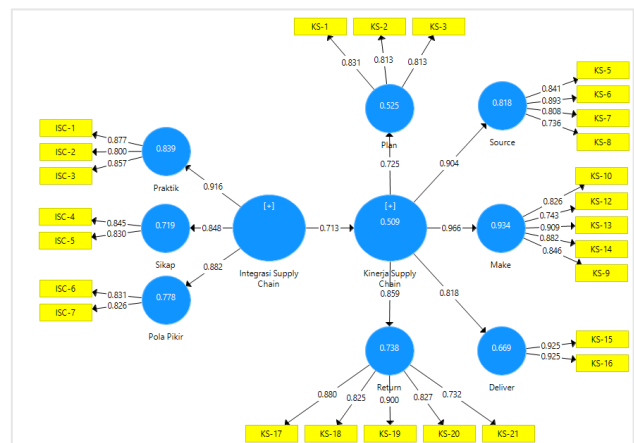 KS-1
KS-2
KS-3
0.831
0.813
0.813
0.525
Plan
0.725
KS-5
KS-6
KS-7
KS-8
0.841
0.893
0.808
0.736
0.818
Source
0.904
ISC-1
ISC-2
ISC-3
0.877
0.800
0.857
0.839
Praktik
0.916
ISC-4
ISC-5
0.845
0.830
0.719
Sikap
0.848
ISC-6
ISC-7
0.831
0.826
0.778
Pola Pikir
0.882
[+]
Integrasi Supply
Chain
0.713
[+]
0.509
Kinerja Supply
Chain
0.966
0.934
Make
KS-10
KS-12
KS-13
KS-14
KS-9
0.826
0.743
0.909
0.882
0.846
0.859
0.818
0.738
Return
0.669
Deliver
0.925
0.925
KS-15
KS-16
0.880
0.825
0.900
0.827
0.732
KS-17
KS-18
KS-19
KS-20
KS-21